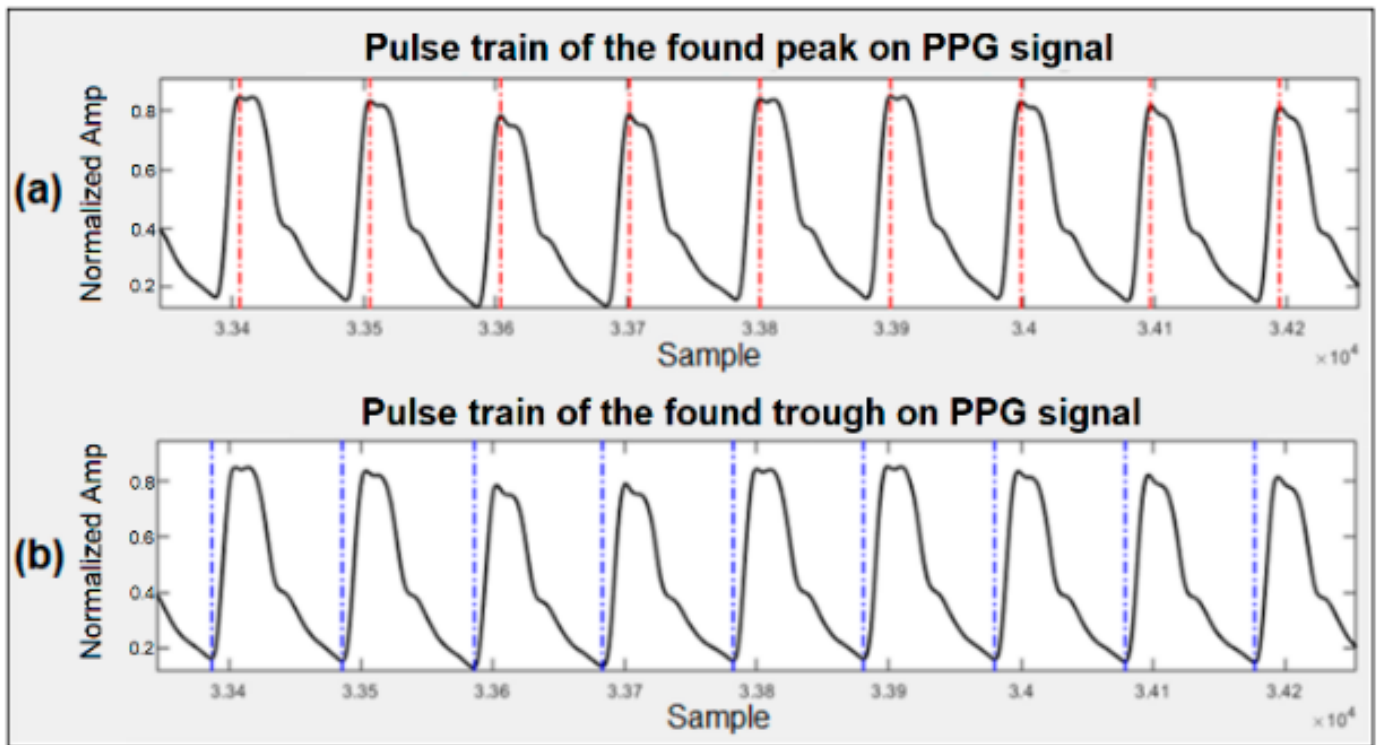 Pulse train of the found peak on PPG signal
(a)
Normalized Amp
0.8
0.6
0.4
0.2
3.34 3.35 3.36 3.37 3.38 3.39 3.4 3.41 3.42
Sample
×10⁴
Pulse train of the found trough on PPG signal
(b)
Normalized Amp
0.8
0.6
0.4
0.2
3.34 3.35 3.36 3.37 3.38 3.39 3.4 3.41 3.42
Sample
×10⁴